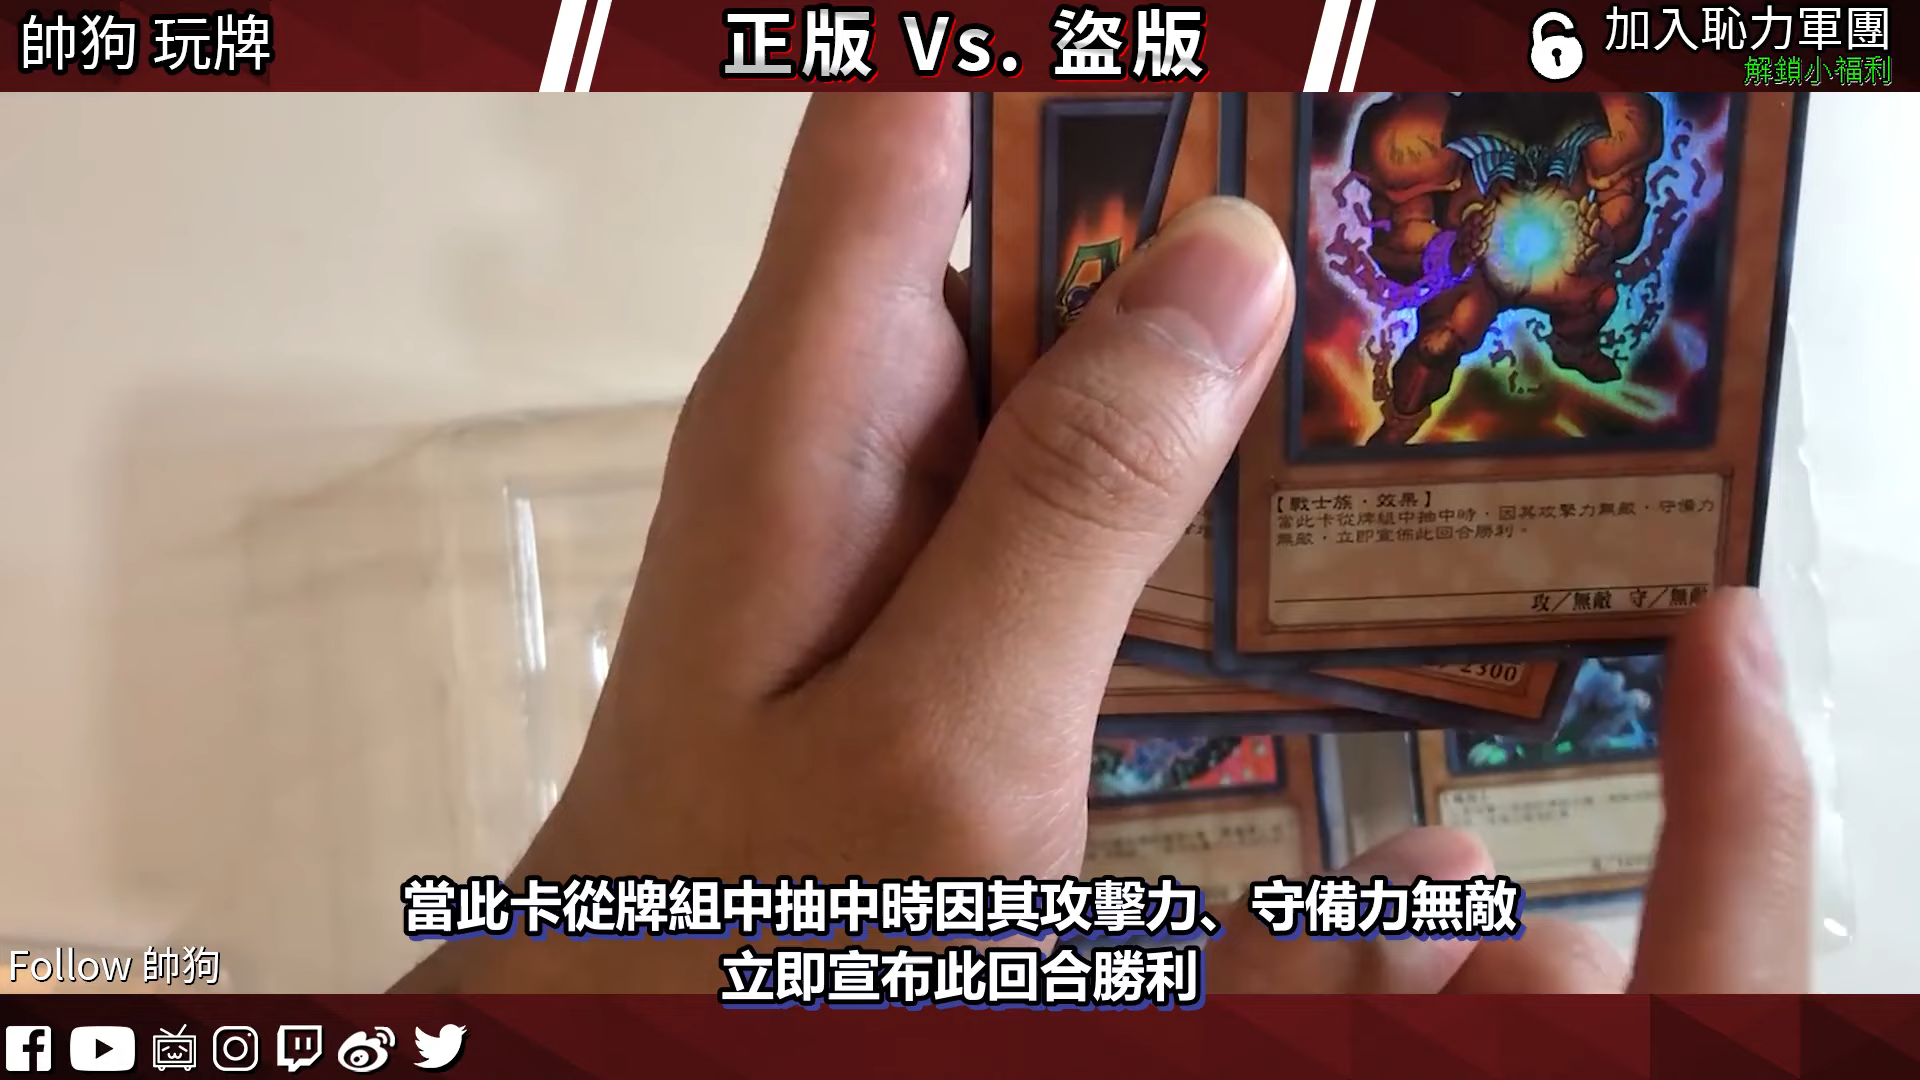 帥狗 玩牌
正版 Vs. 盜版
加入恥力軍團
解鎖小福利
【戰士族·效果】
當此卡從牌組中抽中時，因其攻擊力無敵，守備力
無敵，立即宣佈此回合勝利。
攻／無敵 守／無敵
2300
當此卡從牌組中抽中時因其攻擊力、守備力無敵
立即宣布此回合勝利
Follow 帥狗